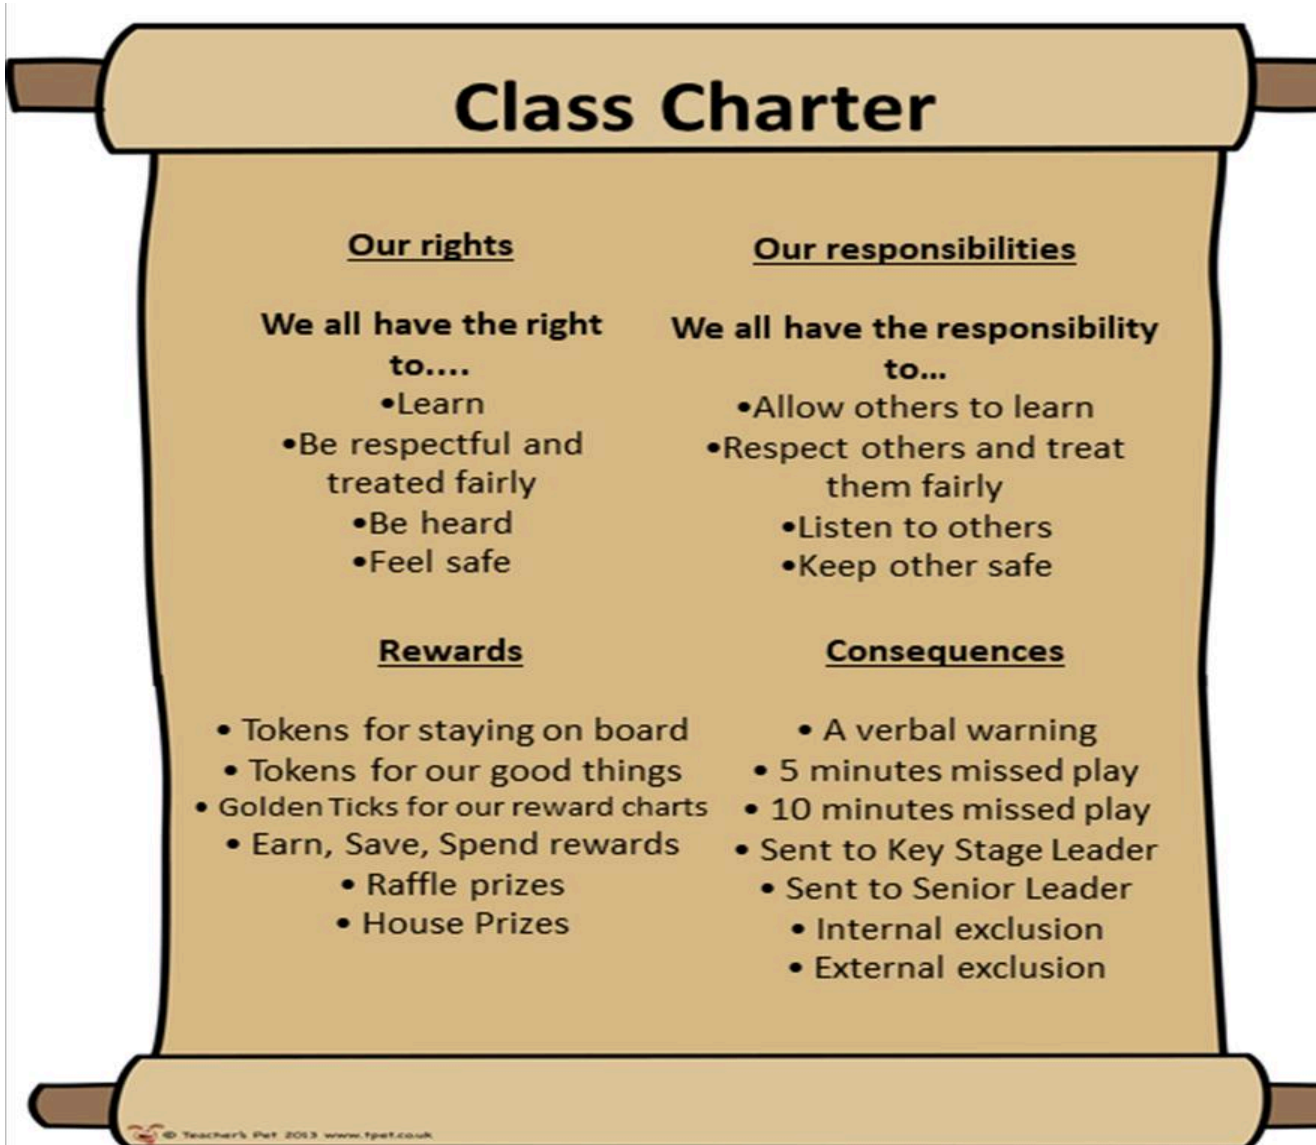 Class Charter
Our rights
We all have the right
to....
•Learn
•Be respectful and
treated fairly
•Be heard
•Feel safe
Our responsibilities
We all have the responsibility
to...
•Allow others to learn
•Respect others and treat
them fairly
•Listen to others
•Keep other safe
Rewards
• Tokens for staying on board
• Tokens for our good things
• Golden Ticks for our reward charts
• Earn, Save, Spend rewards
• Raffle prizes
• House Prizes
Consequences
• A verbal warning
• 5 minutes missed play
• 10 minutes missed play
• Sent to Key Stage Leader
• Sent to Senior Leader
• Internal exclusion
• External exclusion
© Teacher's Pet 2013 www.tpet.co.uk